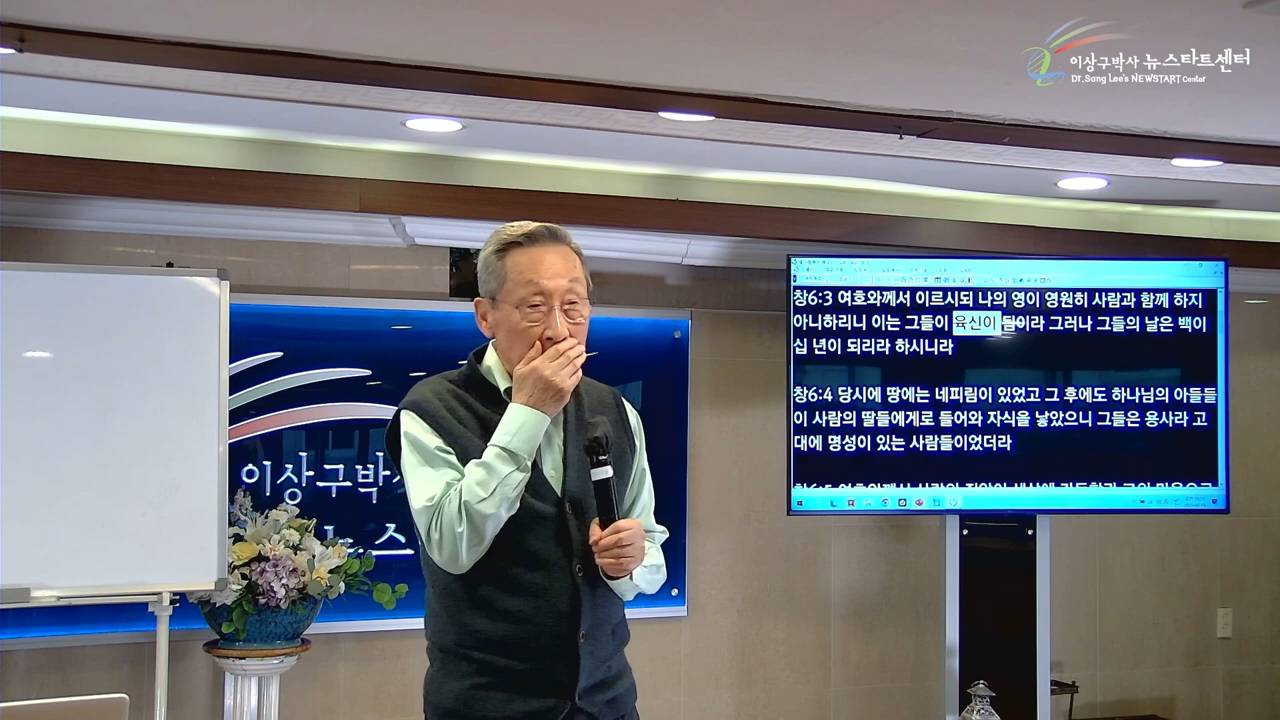 이상구박사 뉴스타트센터
Dr.Sang Lee's NEWSTART Center
창6:3 여호와께서 이르시되 나의 영이 영원히 사람과 함께 하지
아니하리니 이는 그들이 육신이 됨이라 그러나 그들의 날은 백이
십 년이 되리라 하시니라
창6:4 당시에 땅에는 네피림이 있었고 그 후에도 하나님의 아들들
이 사람의 딸들에게로 들어와 자식을 낳았으니 그들은 용사라 고
대에 명성이 있는 사람들이었더라
이상구박사
뉴스